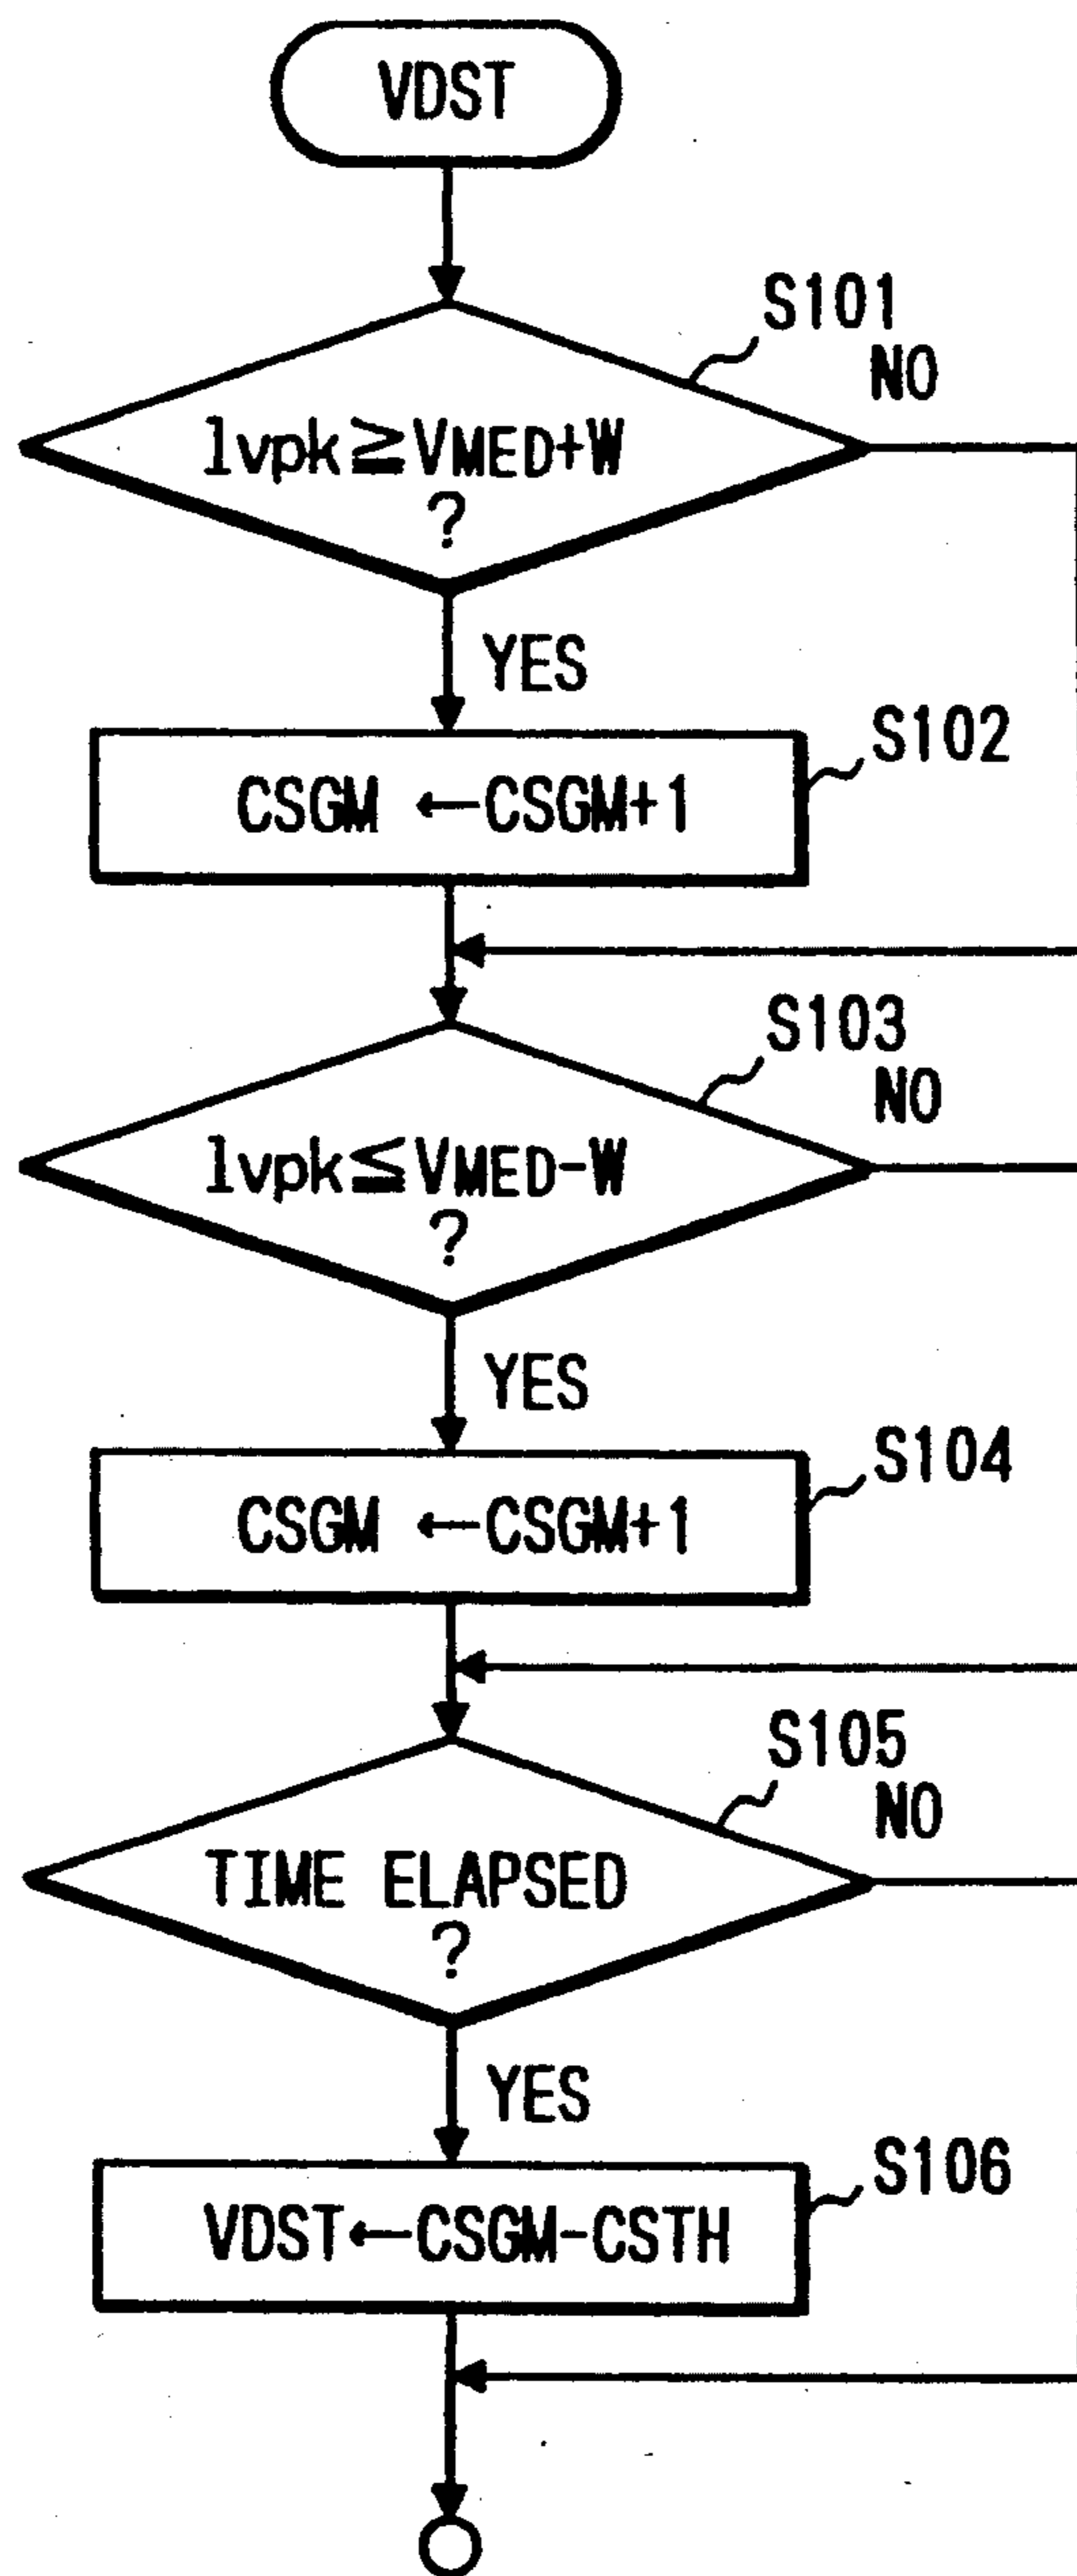 VDST
S101
NO
lvpk≧VMED+W
?
YES
S102
CSGM ←CSGM+1
S103
NO
lvpk≦VMED-W
?
YES
S104
CSGM ←CSGM+1
S105
NO
TIME ELAPSED
?
YES
S106
VDST←CSGM-CSTH